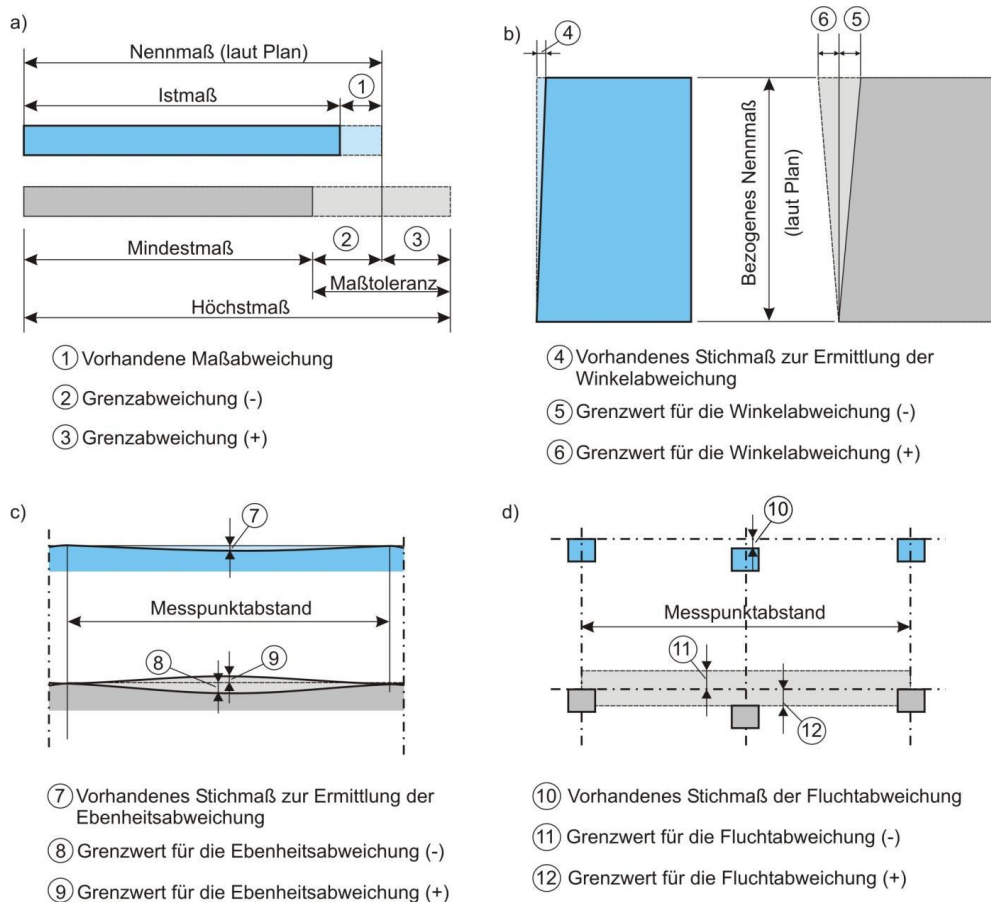 a)
Nennmaß (laut Plan)
1
Istmaß
2
3
Mindestmaß
Maßtoleranz
Höchstmaß
1 Vorhandene Maßabweichung
2 Grenzabweichung (-)
3 Grenzabweichung (+)
b)
4
6
5
Bezogenes Nennmaß
(laut Plan)
4 Vorhandenes Stichmaß zur Ermittlung der
Winkelabweichung
5 Grenzwert für die Winkelabweichung (-)
6 Grenzwert für die Winkelabweichung (+)
c)
7
Messpunktabstand
8
9
7 Vorhandenes Stichmaß zur Ermittlung der
Ebenheitsabweichung
8 Grenzwert für die Ebenheitsabweichung (-)
9 Grenzwert für die Ebenheitsabweichung (+)
d)
10
Messpunktabstand
11
12
10 Vorhandenes Stichmaß der Fluchtabweichung
11 Grenzwert für die Fluchtabweichung (-)
12 Grenzwert für die Fluchtabweichung (+)